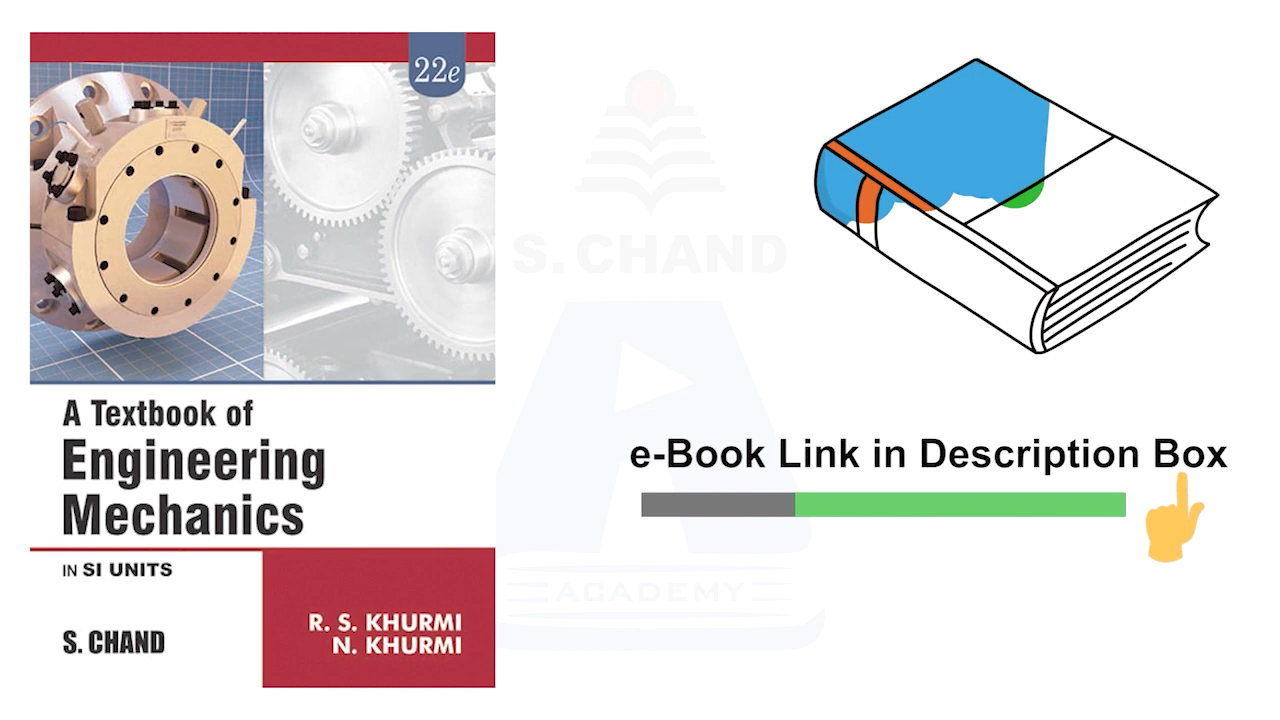 22e
A Textbook of
Engineering
Mechanics
IN SI UNITS
R. S. KHURMI
N. KHURMI
S. CHAND
S. CHAND
e-Book Link in Description Box
ACADEMY